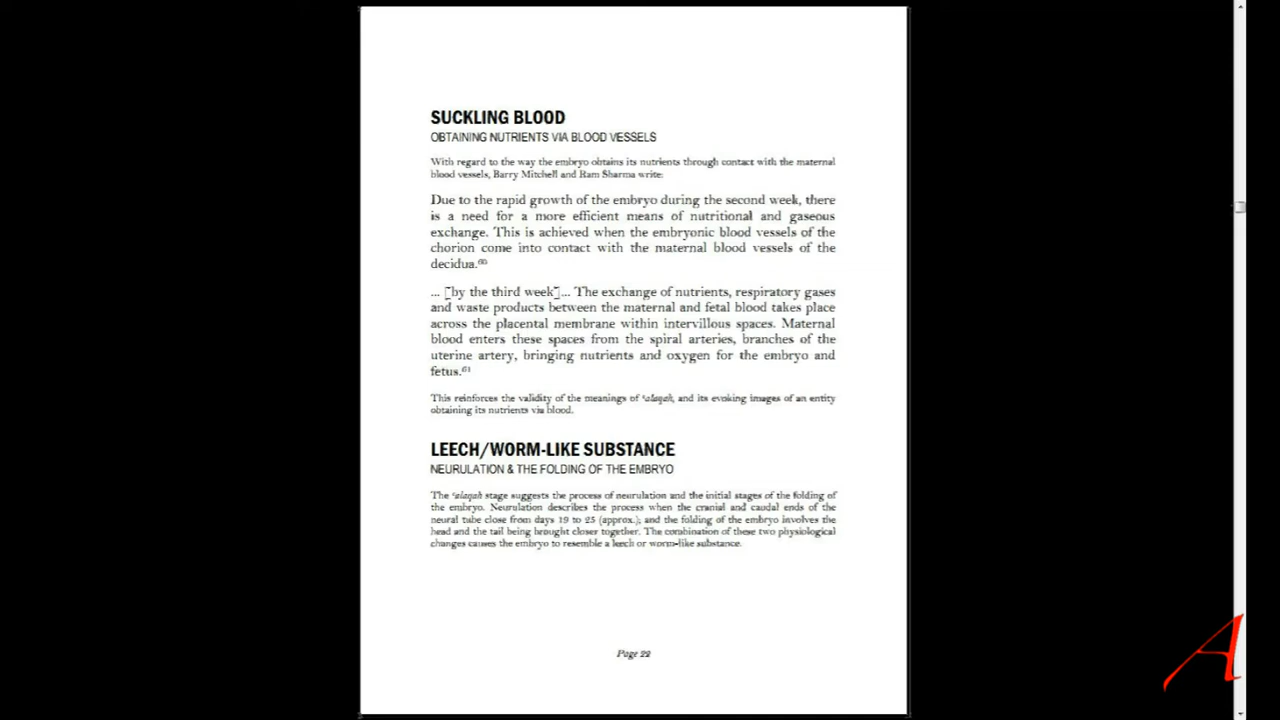 SUCKLING BLOOD
OBTAINING NUTRIENTS VIA BLOOD VESSELS
With regard to the way the embryo obtains its nutrients through contact with the maternal
blood vessels, Barry Mitchell and Ram Sharma write:
Due to the rapid growth of the embryo during the second week, there
is a need for a more efficient means of nutritional and gaseous
exchange. This is achieved when the embryonic blood vessels of the
chorion come into contact with the maternal blood vessels of the
decidua.60
... [by the third week]... The exchange of nutrients, respiratory gases
and waste products between the maternal and fetal blood takes place
across the placental membrane within intervillous spaces. Maternal
blood enters these spaces from the spiral arteries, branches of the
uterine artery, bringing nutrients and oxygen for the embryo and
fetus.61
This reinforces the validity of the meanings of 'alaqah, and its evoking images of an entity
obtaining its nutrients via blood.
LEECH/WORM-LIKE SUBSTANCE
NEURULATION & THE FOLDING OF THE EMBRYO
The 'alaqah stage suggests the process of neurulation and the initial stages of the folding of
the embryo. Neurulation describes the process when the cranial and caudal ends of the
neural tube close from days 19 to 25 (approx.); and the folding of the embryo involves the
head and the tail being brought closer together. The combination of these two physiological
changes causes the embryo to resemble a leech or worm-like substance.
Page 22
A